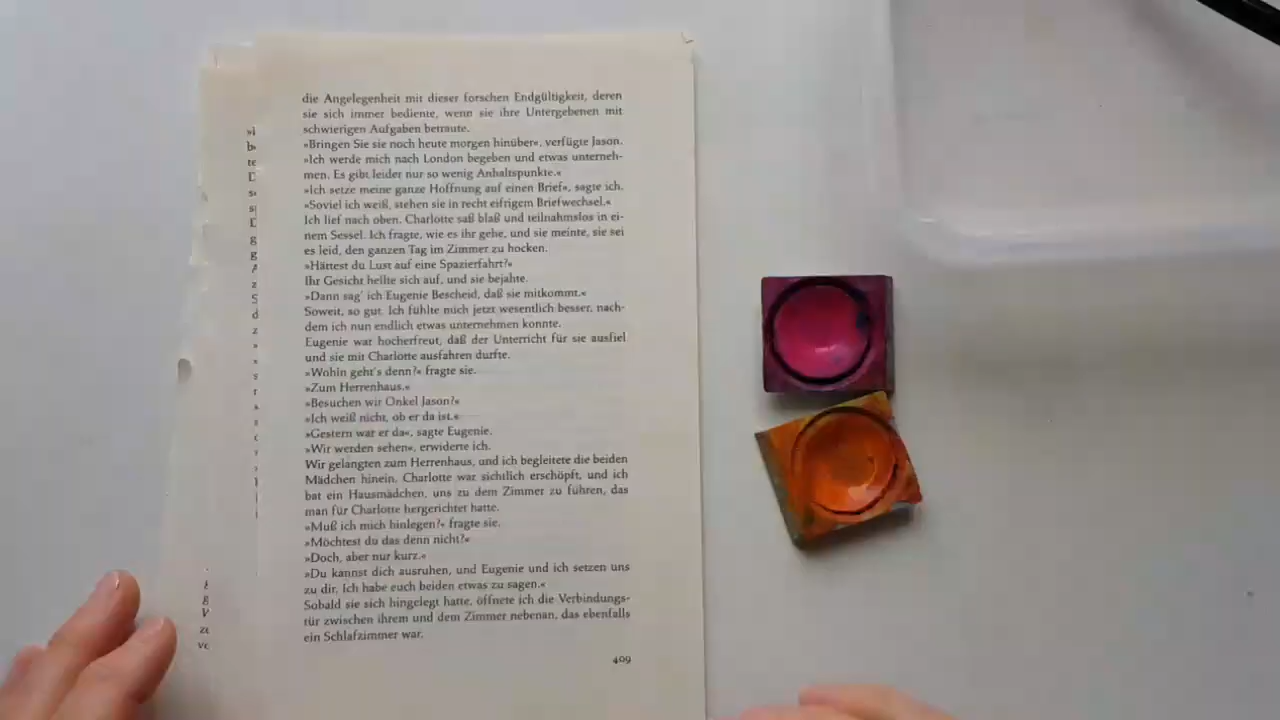 die Angelegenheit mit dieser forschen Endgültigkeit, deren
sie sich immer bediente, wenn sie ihre Untergebenen mit
schwierigen Aufgaben betraute.
»Bringen Sie sie noch heute morgen hinüber«, verfügte Jason.
»Ich werde mich nach London begeben und etwas unterneh-
men. Es gibt leider nur so wenig Anhaltspunkte.«
»Ich setze meine ganze Hoffnung auf einen Brief«, sagte ich.
»Soviel ich weiß, stehen sie in recht eifrigem Briefwechsel.«
Ich lief nach oben. Charlotte saß blaß und teilnahmslos in ei-
nem Sessel. Ich fragte, wie es ihr gehe, und sie meinte, sie sei
es leid, den ganzen Tag im Zimmer zu hocken.
»Hättest du Lust auf eine Spazierfahrt?«
Ihr Gesicht hellte sich auf, und sie bejahte.
»Dann sag' ich Eugenie Bescheid, daß sie mitkommt.«
Soweit, so gut. Ich fühlte mich jetzt wesentlich besser, nach-
dem ich nun endlich etwas unternehmen konnte.
Eugenie war hocherfreut, daß der Unterricht für sie ausfiel
und sie mit Charlotte ausfahren durfte.
»Wohin geht's denn?« fragte sie.
»Zum Herrenhaus.«
»Besuchen wir Onkel Jason?«
»Ich weiß nicht, ob er da ist.«
»Gestern war er da«, sagte Eugenie.
»Wir werden sehen«, erwiderte ich.
Wir gelangten zum Herrenhaus, und ich begleitete die beiden
Mädchen hinein. Charlotte war sichtlich erschöpft, und ich
bat ein Hausmädchen, uns zu dem Zimmer zu führen, das
man für Charlotte hergerichtet hatte.
»Muß ich mich hinlegen?« fragte sie.
»Möchtest du das denn nicht?«
»Doch, aber nur kurz.«
»Du kannst dich ausruhen, und Eugenie und ich setzen uns
zu dir. Ich habe euch beiden etwas zu sagen.«
Sobald sie sich hingelegt hatte, öffnete ich die Verbindungs-
tür zwischen ihrem und dem Zimmer nebenan, das ebenfalls
ein Schlafzimmer war.
409